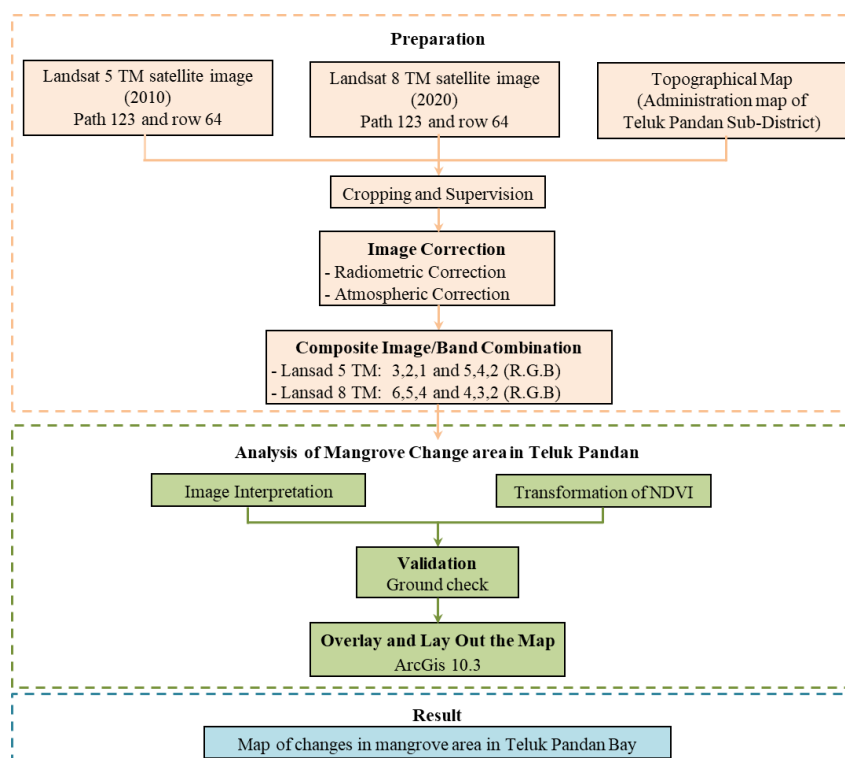 Preparation
Landsat 5 TM satellite image
(2010)
Path 123 and row 64
Landsat 8 TM satellite image
(2020)
Path 123 and row 64
Topographical Map
(Administration map of
Teluk Pandan Sub-District)
Cropping and Supervision
Image Correction
- Radiometric Correction
- Atmospheric Correction
Composite Image/Band Combination
- Lansad 5 TM: 3,2,1 and 5,4,2 (R.G.B)
- Lansad 8 TM: 6,5,4 and 4,3,2 (R.G.B)
Analysis of Mangrove Change area in Teluk Pandan
Image Interpretation
Transformation of NDVI
Validation
Ground check
Overlay and Lay Out the Map
ArcGis 10.3
Result
Map of changes in mangrove area in Teluk Pandan Bay